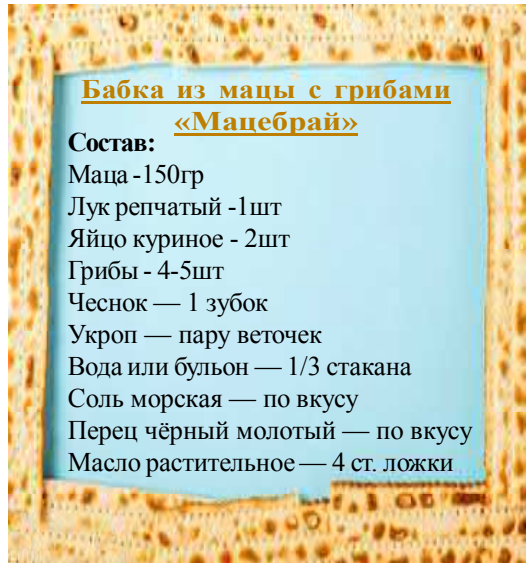 Бабка из мацы с грибами
«Мацебрай»
Состав:
Маца -150гр
Лук репчатый -1шт
Яйцо куриное - 2шт
Грибы - 4-5шт
Чеснок — 1 зубок
Укроп — пару веточек
Вода или бульон — 1/3 стакана
Соль морская — по вкусу
Перец чёрный молотый — по вкусу
Масло растительное — 4 ст. ложки